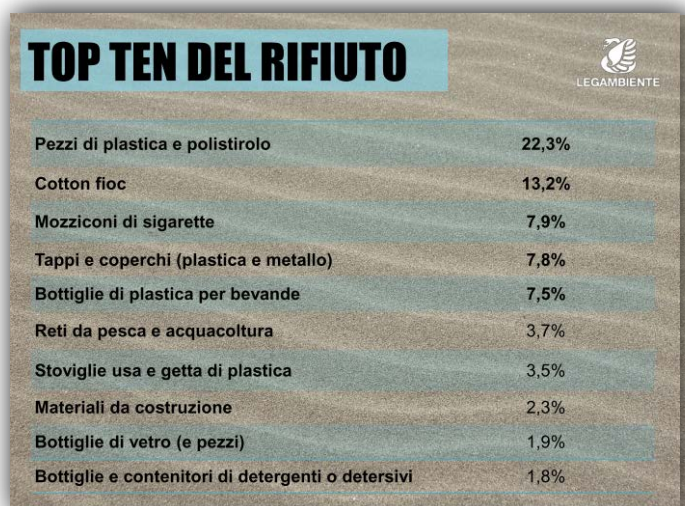 TOP TEN DEL RIFIUTO
LEGAMBIENTE
Pezzi di plastica e polistirolo 22,3%
Cotton fioc 13,2%
Mozziconi di sigarette 7,9%
Tappi e coperchi (plastica e metallo) 7,8%
Bottiglie di plastica per bevande 7,5%
Reti da pesca e acquacoltura 3,7%
Stoviglie usa e getta di plastica 3,5%
Materiali da costruzione 2,3%
Bottiglie di vetro (e pezzi) 1,9%
Bottiglie e contenitori di detergenti o detersivi 1,8%